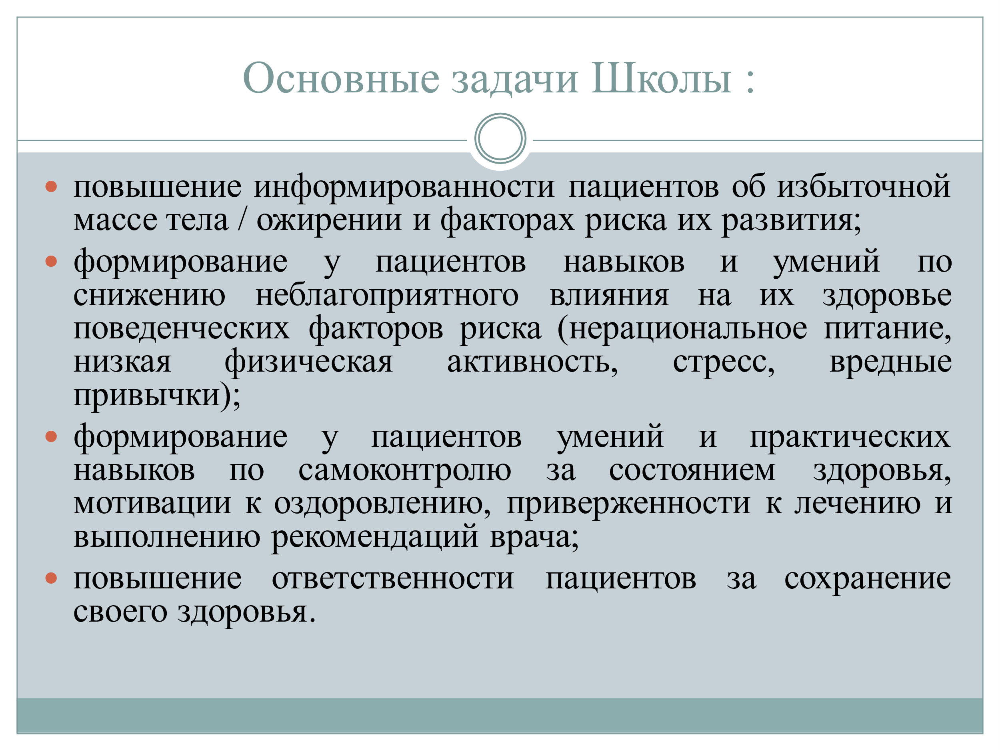 Основные задачи Школы :
• повышение информированности пациентов об избыточной
массе тела / ожирении и факторах риска их развития;
• формирование у пациентов навыков и умений по
снижению неблагоприятного влияния на их здоровье
поведенческих факторов риска (нерациональное питание,
низкая физическая активность, стресс, вредные
привычки);
• формирование у пациентов умений и практических
навыков по самоконтролю за состоянием здоровья,
мотивации к оздоровлению, приверженности к лечению и
выполнению рекомендаций врача;
• повышение ответственности пациентов за сохранение
своего здоровья.